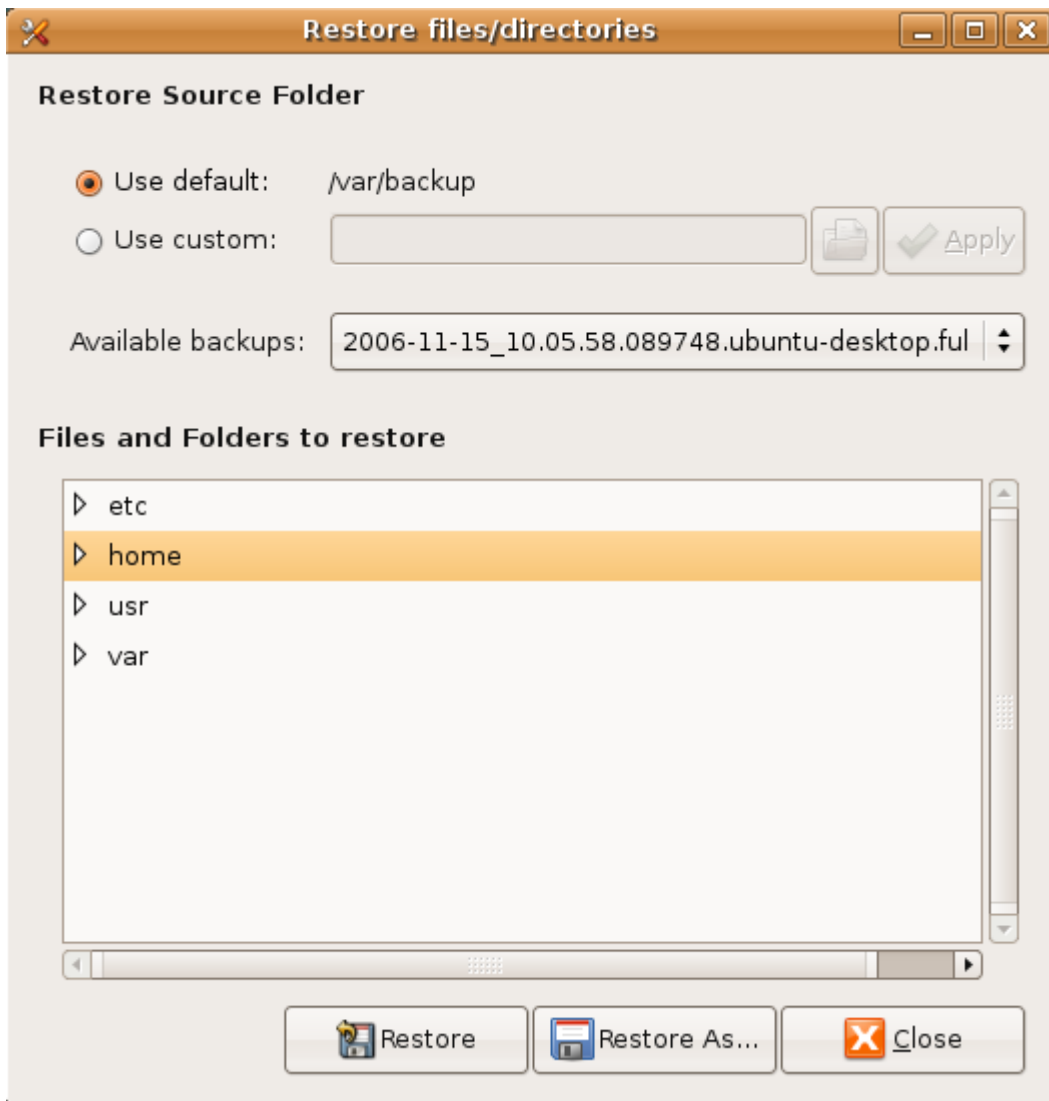 Restore files/directories
Restore Source Folder
Use default: /var/backup
Use custom:
Apply
Available backups: 2006-11-15_10.05.58.089748.ubuntu-desktop.ful
Files and Folders to restore
etc
home
usr
var
Restore Restore As... Close